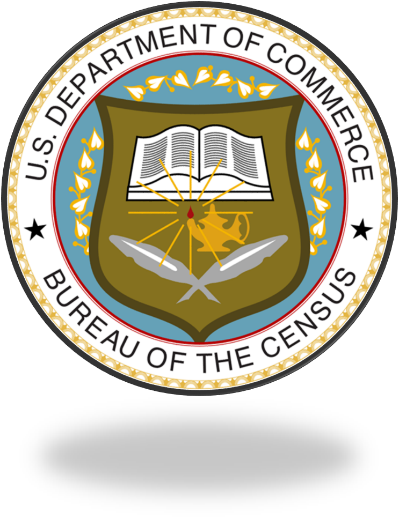 U.S. DEPARTMENT OF COMMERCE
BUREAU OF THE CENSUS